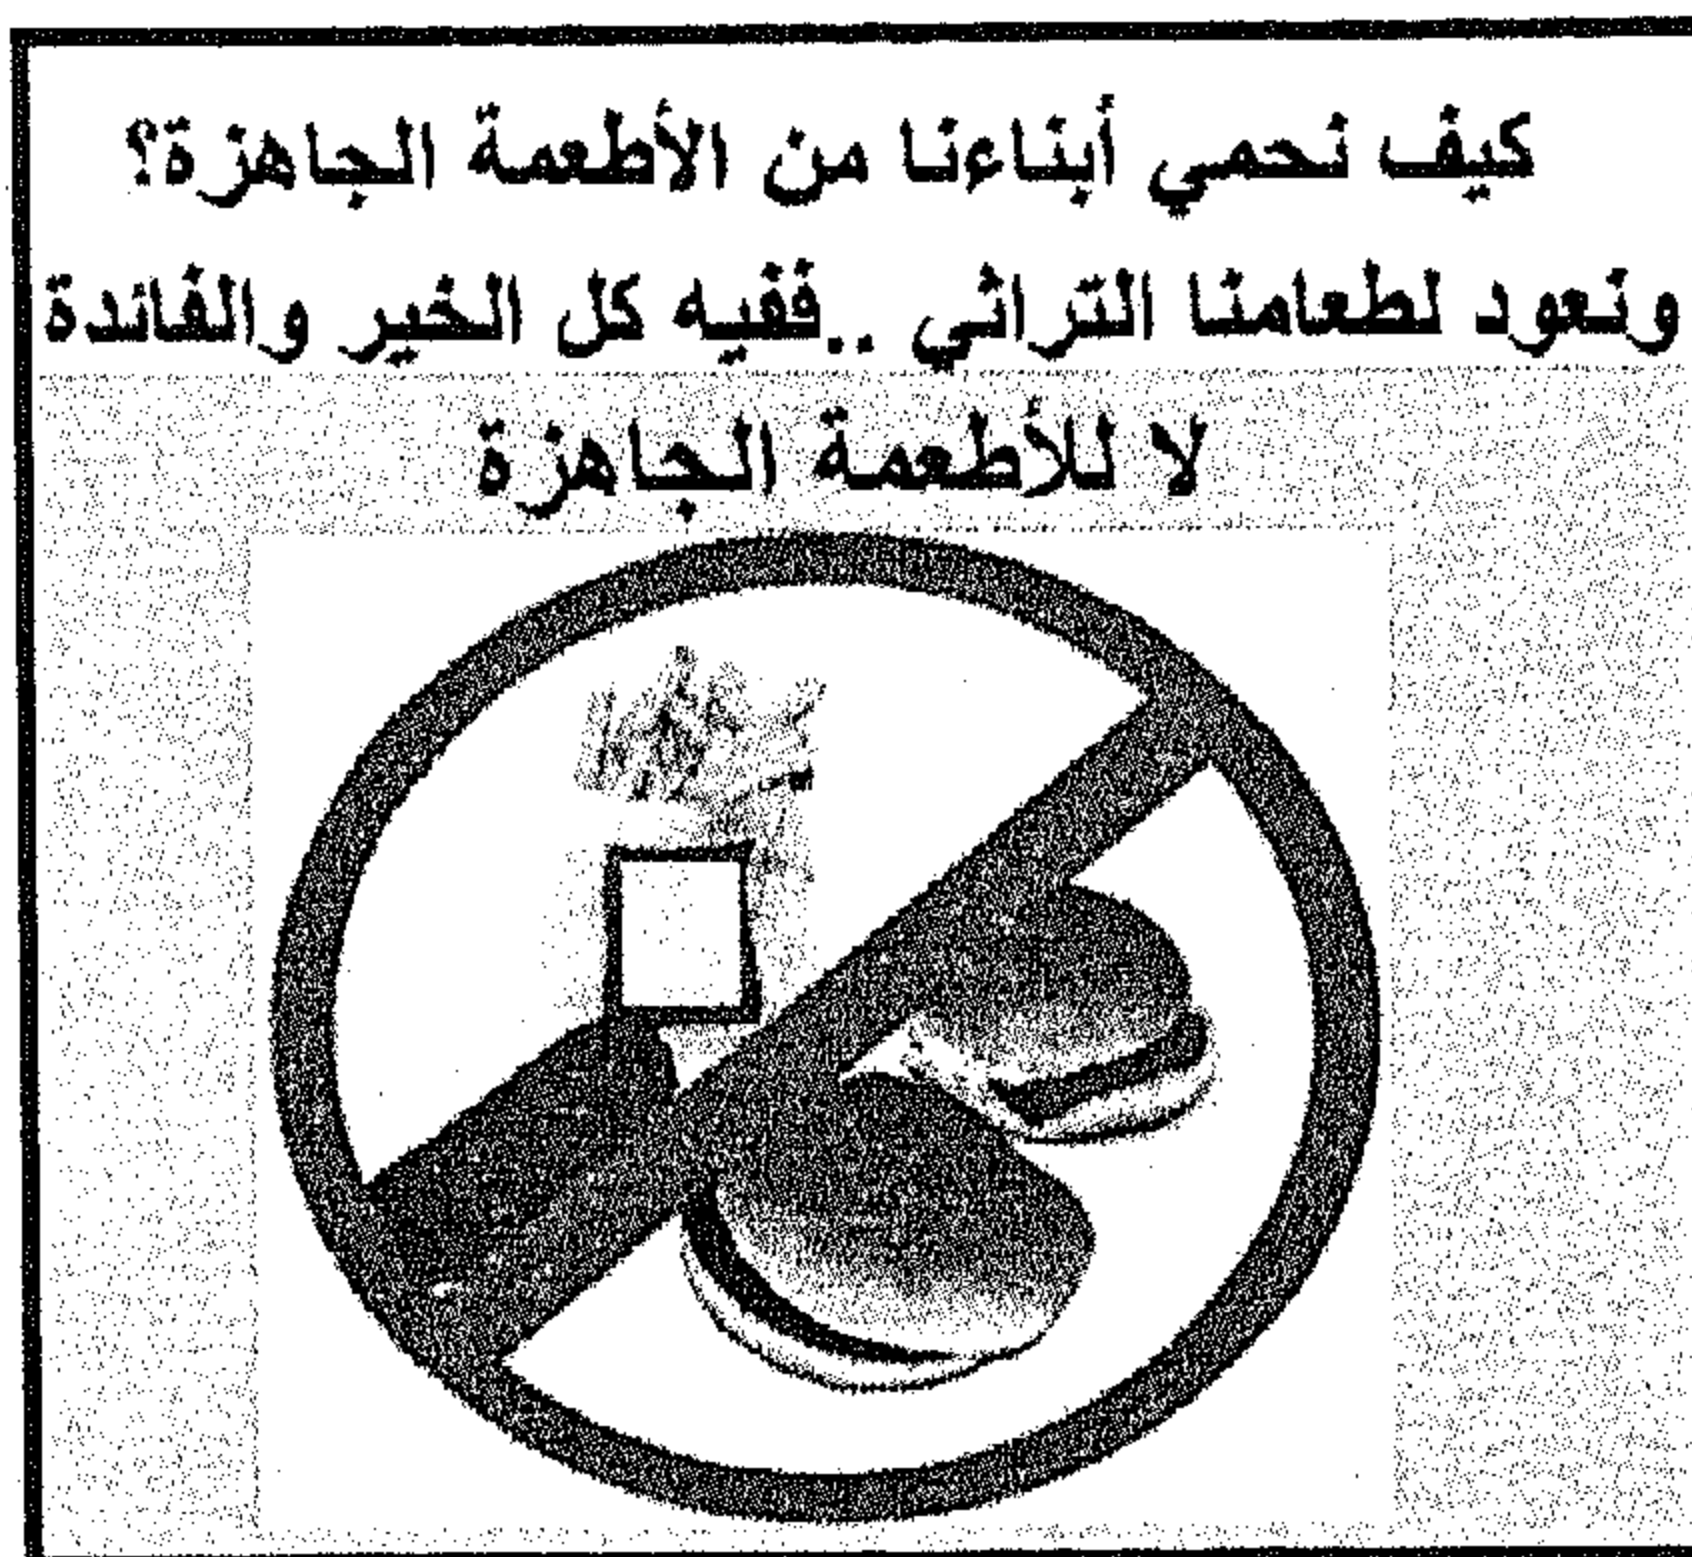 كيف نحمي أبناءنا من الأطعمة الجاهزة؟
ونعود لطعامنا التراثي ..ففيه كل الخير والفائدة
لا للأطعمة الجاهزة